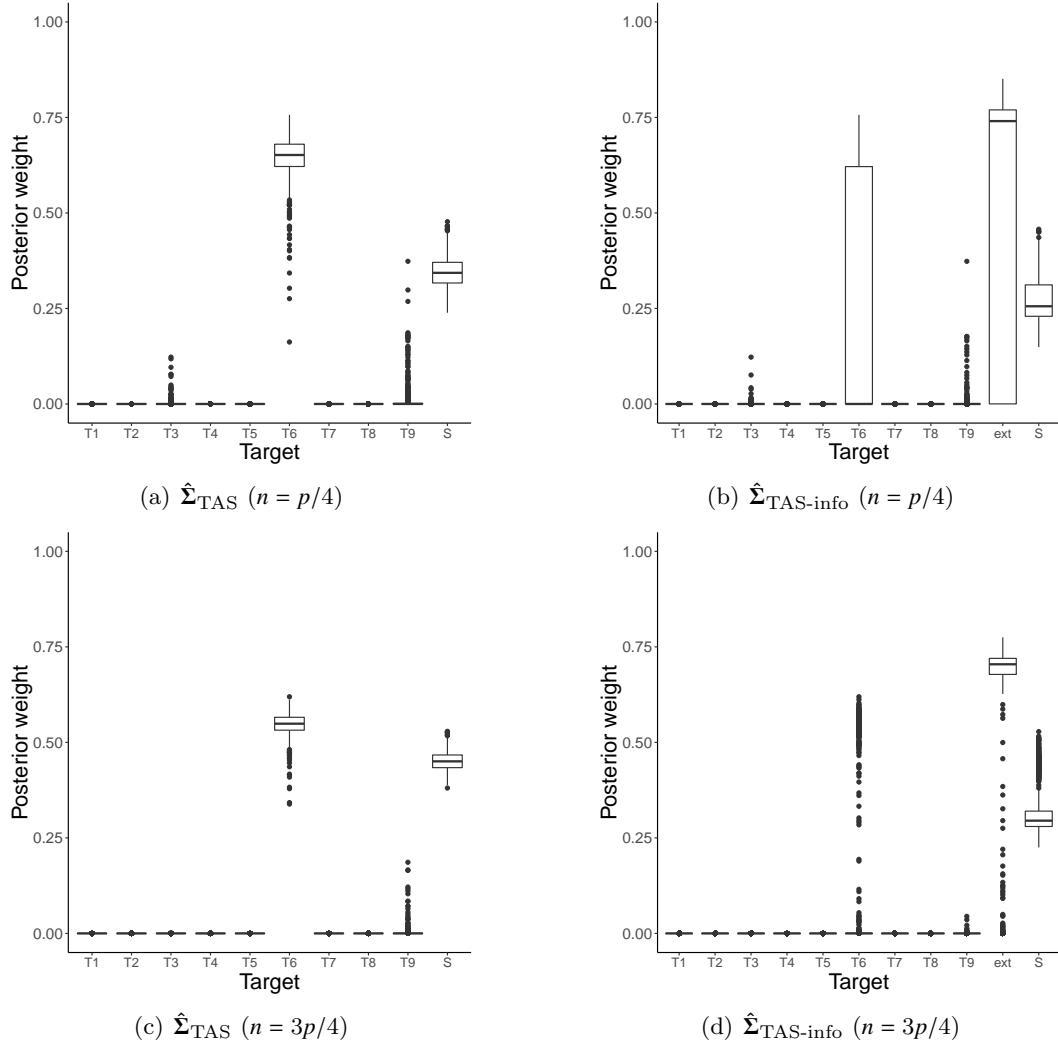 1.00
0.75
0.50
0.25
0.00
Posterior weight
T1 T2 T3 T4 T5 T6 T7 T8 T9 S
Target
(a) Σ̂_TAS (n = p/4)
1.00
0.75
0.50
0.25
0.00
Posterior weight
T1 T2 T3 T4 T5 T6 T7 T8 T9 ext S
Target
(b) Σ̂_TAS-info (n = p/4)
1.00
0.75
0.50
0.25
0.00
Posterior weight
T1 T2 T3 T4 T5 T6 T7 T8 T9 S
Target
(c) Σ̂_TAS (n = 3p/4)
1.00
0.75
0.50
0.25
0.00
Posterior weight
T1 T2 T3 T4 T5 T6 T7 T8 T9 ext S
Target
(d) Σ̂_TAS-info (n = 3p/4)